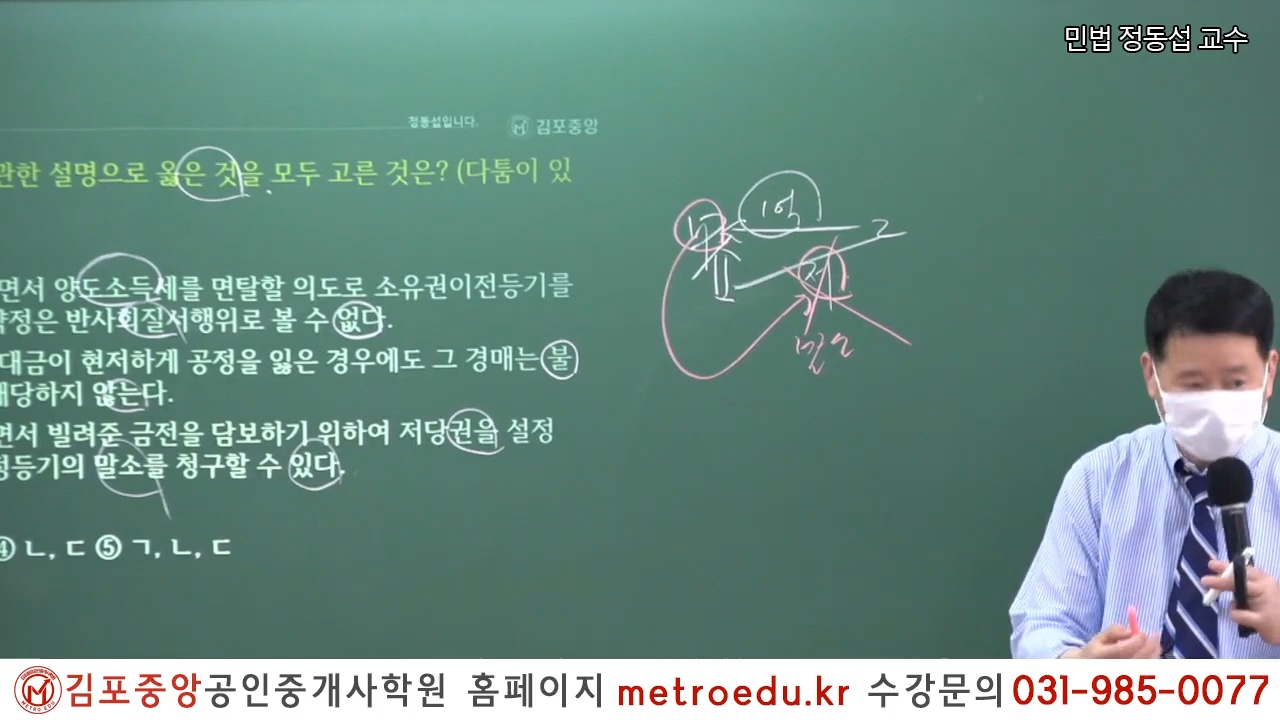 민법 정동섭 교수
정동섭입니다. 김포중앙
관한 설명으로 옳은 것을 모두 고른 것은? (다툼이 있
면서 양도소득세를 면탈할 의도로 소유권이전등기를
약정은 반사회질서행위로 볼 수 없다.
대금이 현저하게 공정을 잃은 경우에도 그 경매는 불
해당하지 않는다.
면서 빌려준 금전을 담보하기 위하여 저당권을 설정
정등기의 말소를 청구할 수 있다.
④ ㄴ, ㄷ ⑤ ㄱ, ㄴ, ㄷ
1억
저
말소
김포중앙공인중개사학원 홈페이지 metroedu.kr 수강문의 031-985-0077